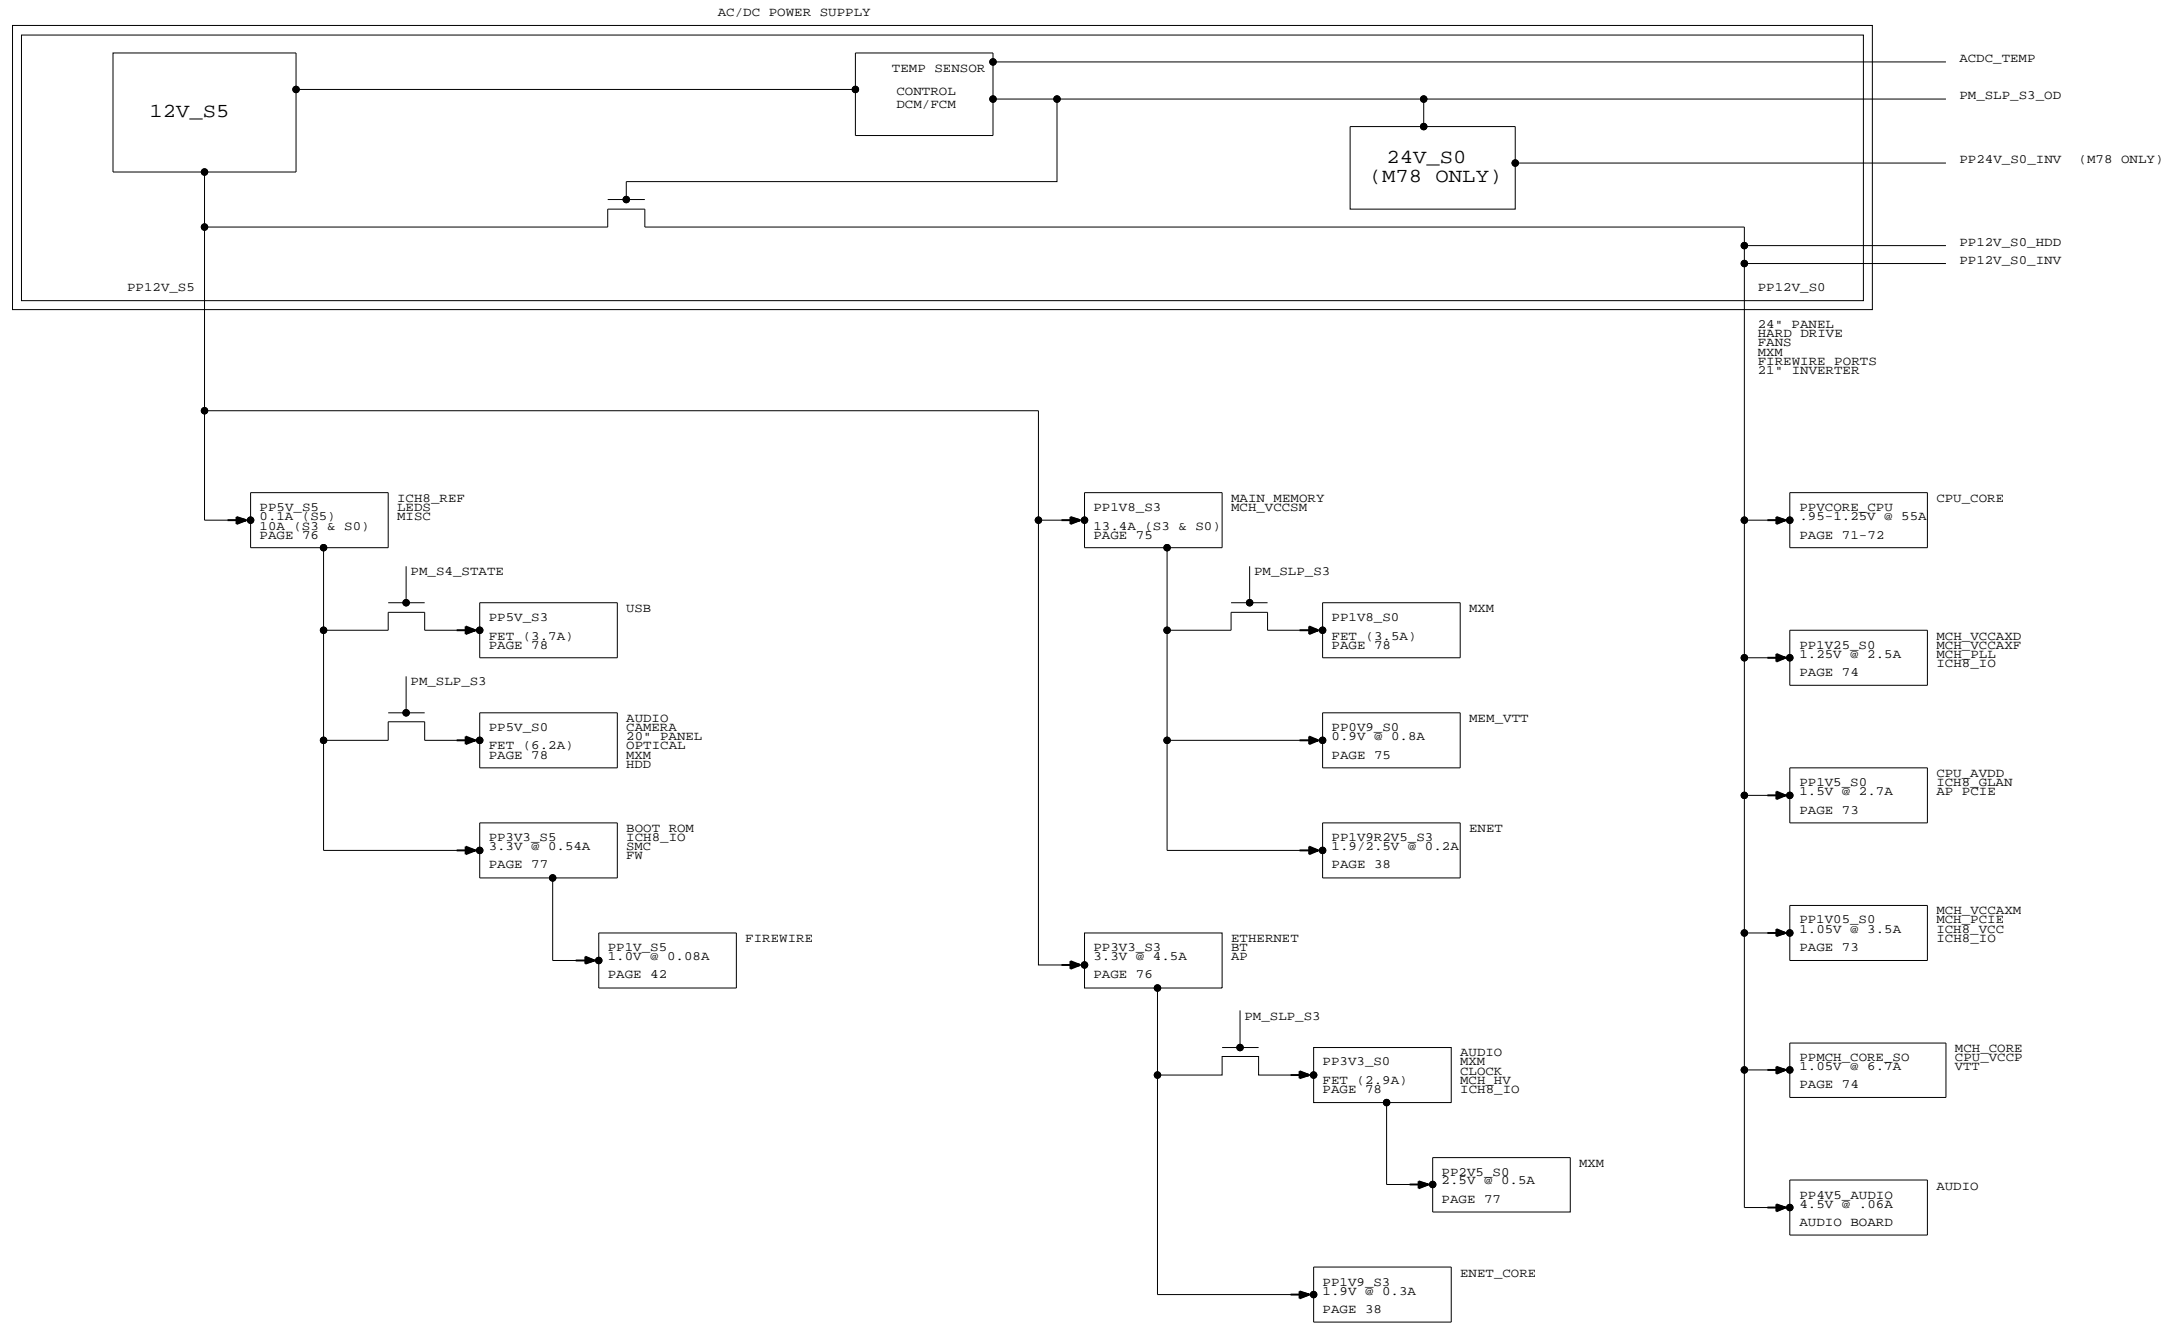 AC/DC POWER SUPPLY
12V_S5
TEMP SENSOR
CONTROL
DCM/FCM
ACDC_TEMP
PM_SLP_S3_OD
24V_S0
(M78 ONLY)
PP24V_S0_INV (M78 ONLY)
PP12V_S0_HDD
PP12V_S0_INV
PP12V_S5
PP12V_S0
24" PANEL
HARD DRIVE
FANS
MXM
FIREWIRE PORTS
21" INVERTER
PP5V_S5
0.1A (S5)
10A (S3 & S0)
PAGE 76
ICH8_REF
LEDS
MISC
PM_S4_STATE
PP5V_S3
FET (3.7A)
PAGE 78
USB
PM_SLP_S3
PP5V_S0
FET (6.2A)
PAGE 78
AUDIO
CAMERA
20" PANEL
OPTICAL
MXM
HDD
PP3V3_S5
3.3V @ 0.54A
PAGE 77
BOOT ROM
ICH8_IO
SMC
FW
PP1V_S5
1.0V @ 0.08A
PAGE 42
FIREWIRE
PP1V8_S3
13.4A (S3 & S0)
PAGE 75
MAIN_MEMORY
MCH_VCCSM
PM_SLP_S3
PP1V8_S0
FET (3.5A)
PAGE 78
MXM
PP0V9_S0
0.9V @ 0.8A
PAGE 75
MEM_VTT
PP1V9R2V5_S3
1.9/2.5V @ 0.2A
PAGE 38
ENET
PP3V3_S3
3.3V @ 4.5A
PAGE 76
ETHERNET
BT
AP
PM_SLP_S3
PP3V3_S0
FET (2.9A)
PAGE 78
AUDIO
MXM
CLOCK
MCH_HV
ICH8_IO
PP2V5_S0
2.5V @ 0.5A
PAGE 77
MXM
PP1V9_S3
1.9V @ 0.3A
PAGE 38
ENET_CORE
PPVCORE_CPU
.95-1.25V @ 55A
PAGE 71-72
CPU_CORE
PP1V25_S0
1.25V @ 2.5A
PAGE 74
MCH_VCCAXD
MCH_VCCAXF
MCH_PLL
ICH8_IO
PP1V5_S0
1.5V @ 2.7A
PAGE 73
CPU_AVDD
ICH8_GLAN
AP PCIE
PP1V05_S0
1.05V @ 3.5A
PAGE 73
MCH_VCCAXM
MCH_PCIE
ICH8_VCC
ICH8_IO
PPMCH_CORE_SO
1.05V @ 6.7A
PAGE 74
MCH_CORE
CPU_VCCP
VTT
PP4V5_AUDIO
4.5V @ .06A
AUDIO BOARD
AUDIO